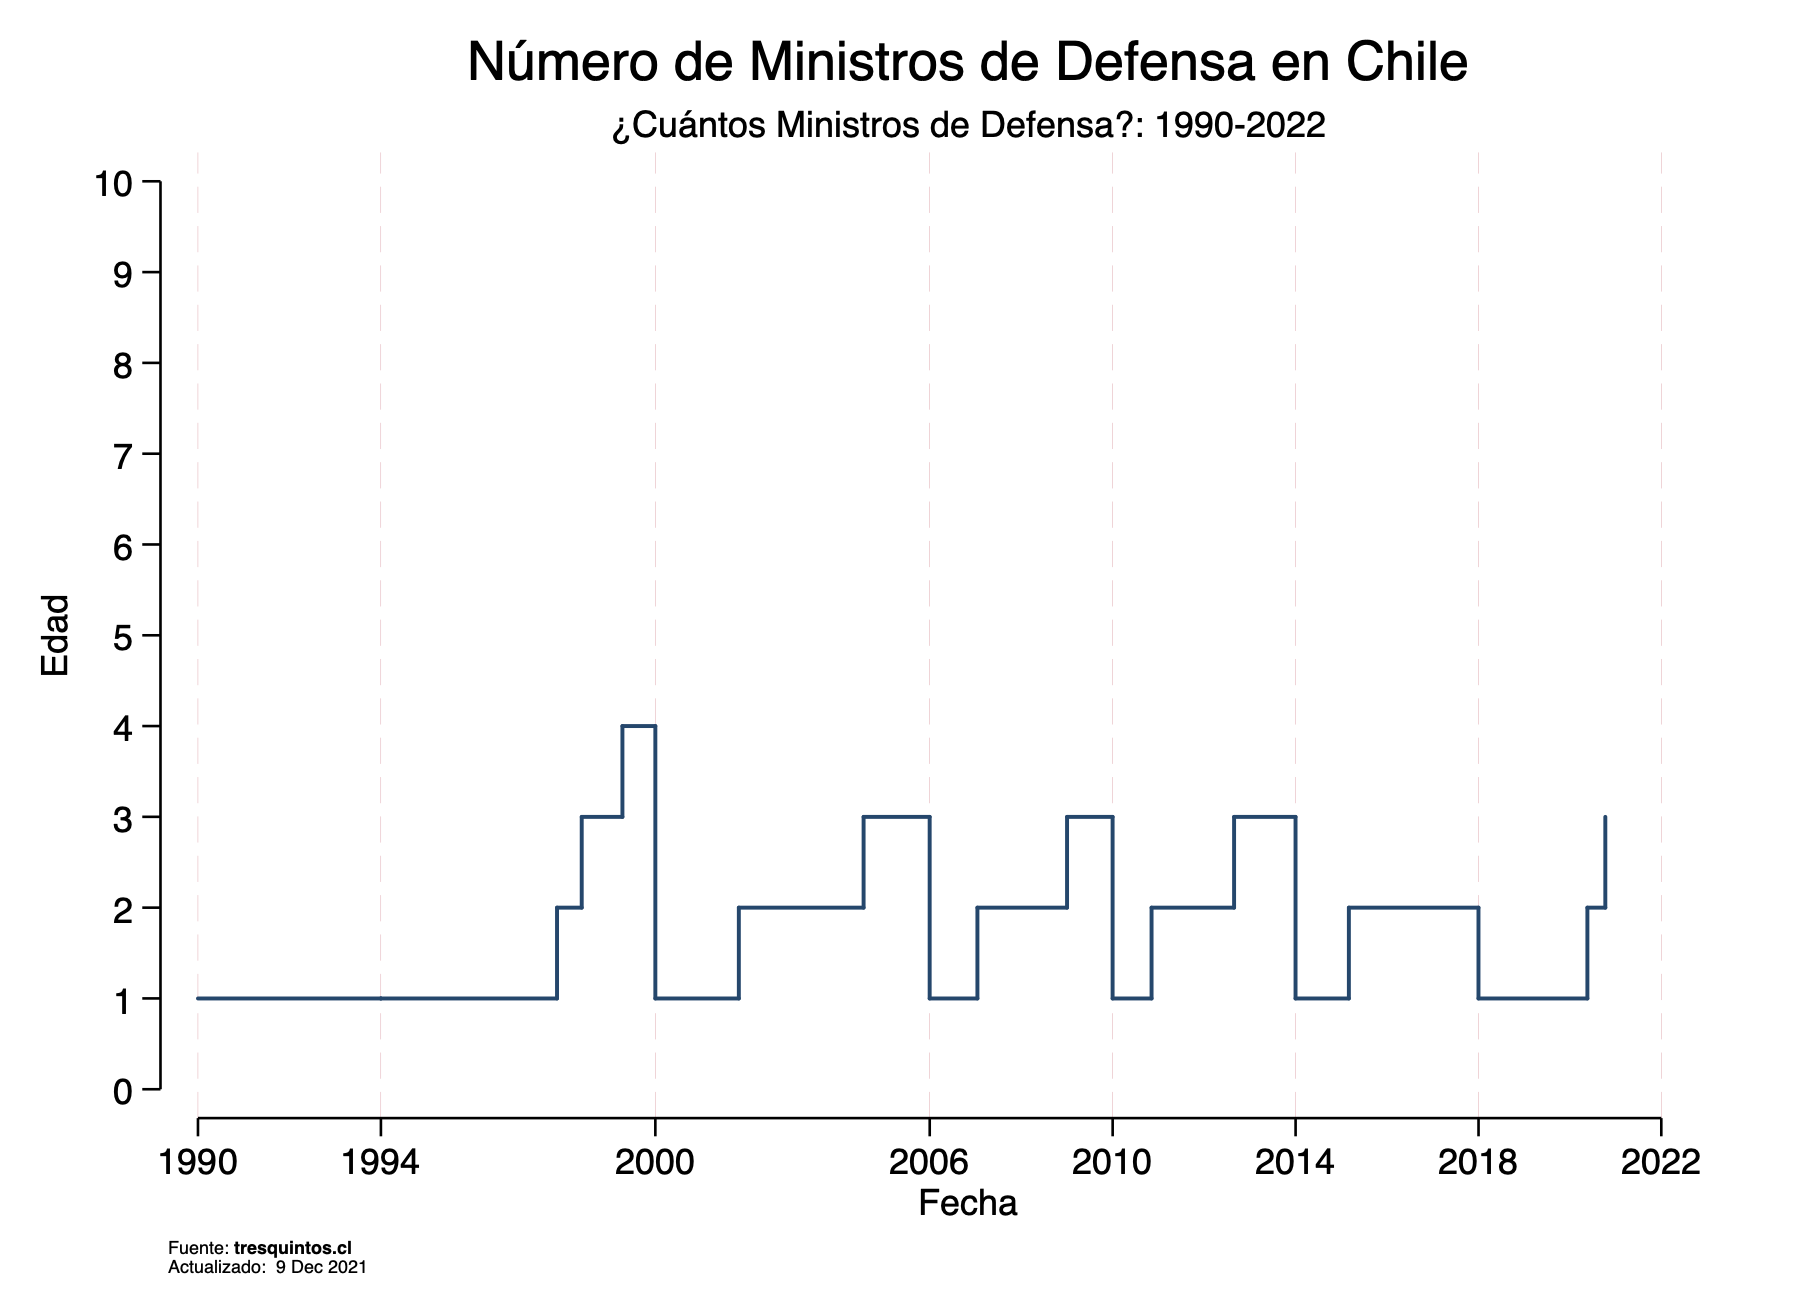 Número de Ministros de Defensa en Chile
¿Cuántos Ministros de Defensa?: 1990-2022
10
9
8
7
6
5
4
3
2
1
0
Edad
1990 1994 2000 2006 2010 2014 2018 2022
Fecha
Fuente: tresquintos.cl
Actualizado: 9 Dec 2021